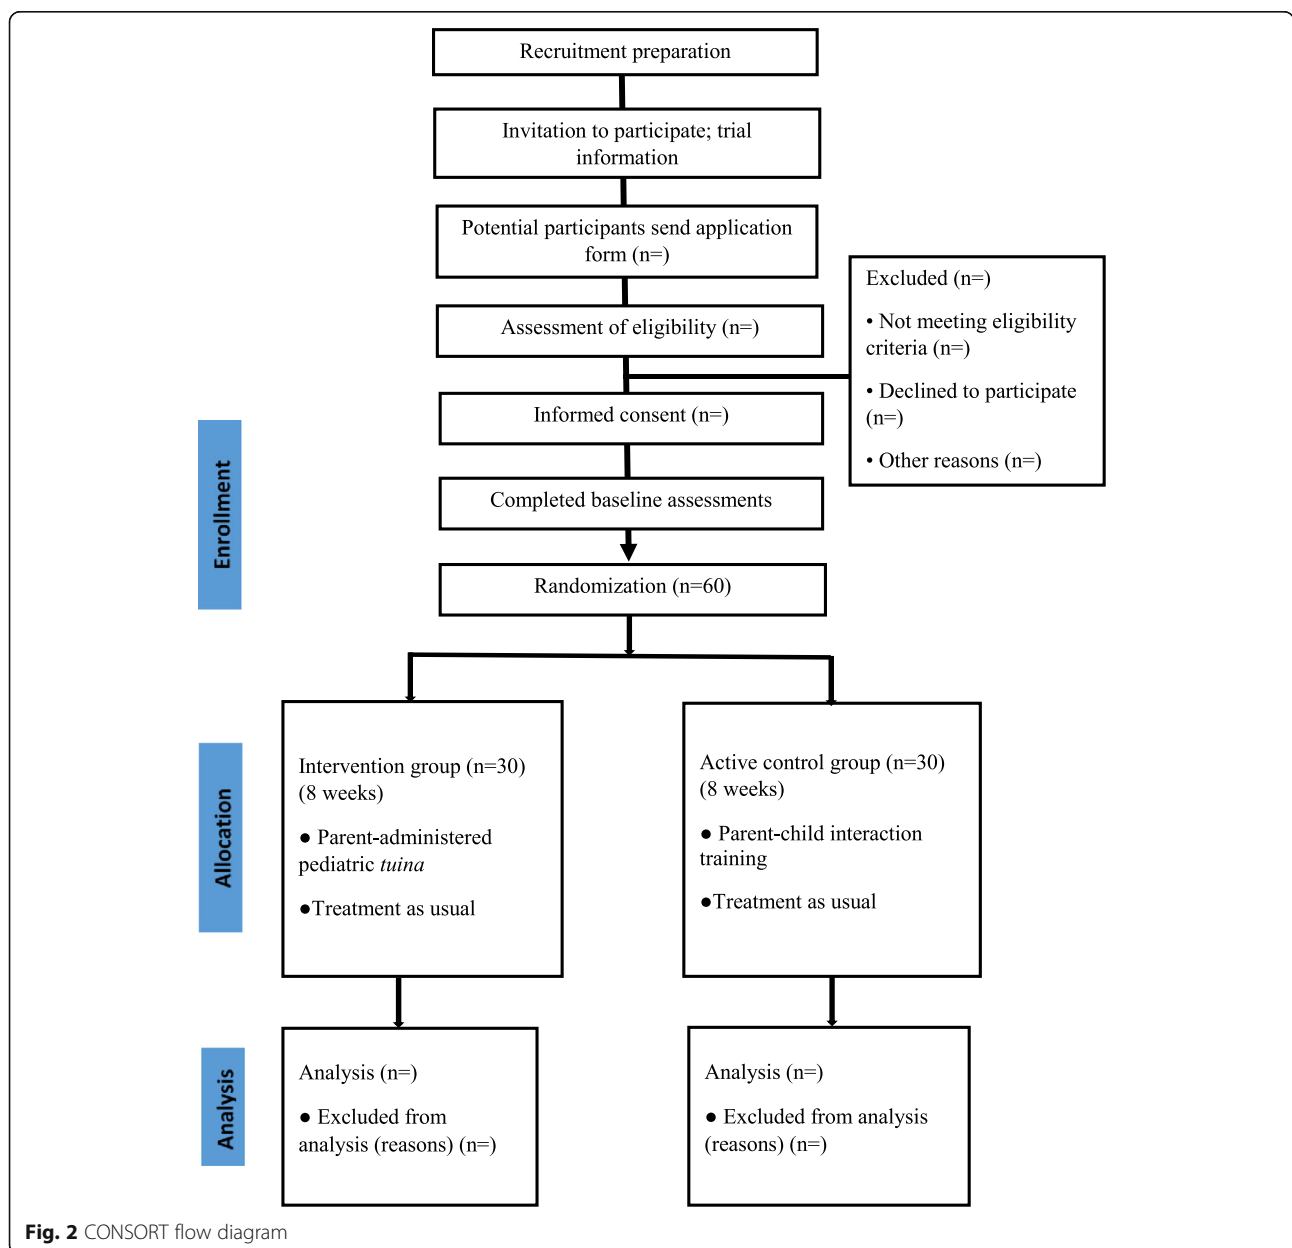 Recruitment preparation
Invitation to participate; trial
information
Potential participants send application
form (n=)
Assessment of eligibility (n=)
Excluded (n=)
• Not meeting eligibility
criteria (n=)
• Declined to participate
(n=)
• Other reasons (n=)
Informed consent (n=)
Completed baseline assessments
Randomization (n=60)
Enrollment
Allocation
Intervention group (n=30)
(8 weeks)
● Parent-administered
pediatric tuina
●Treatment as usual
Active control group (n=30)
(8 weeks)
● Parent-child interaction
training
●Treatment as usual
Analysis
Analysis (n=)
● Excluded from
analysis (reasons) (n=)
Analysis (n=)
● Excluded from analysis
(reasons) (n=)
Fig. 2 CONSORT flow diagram